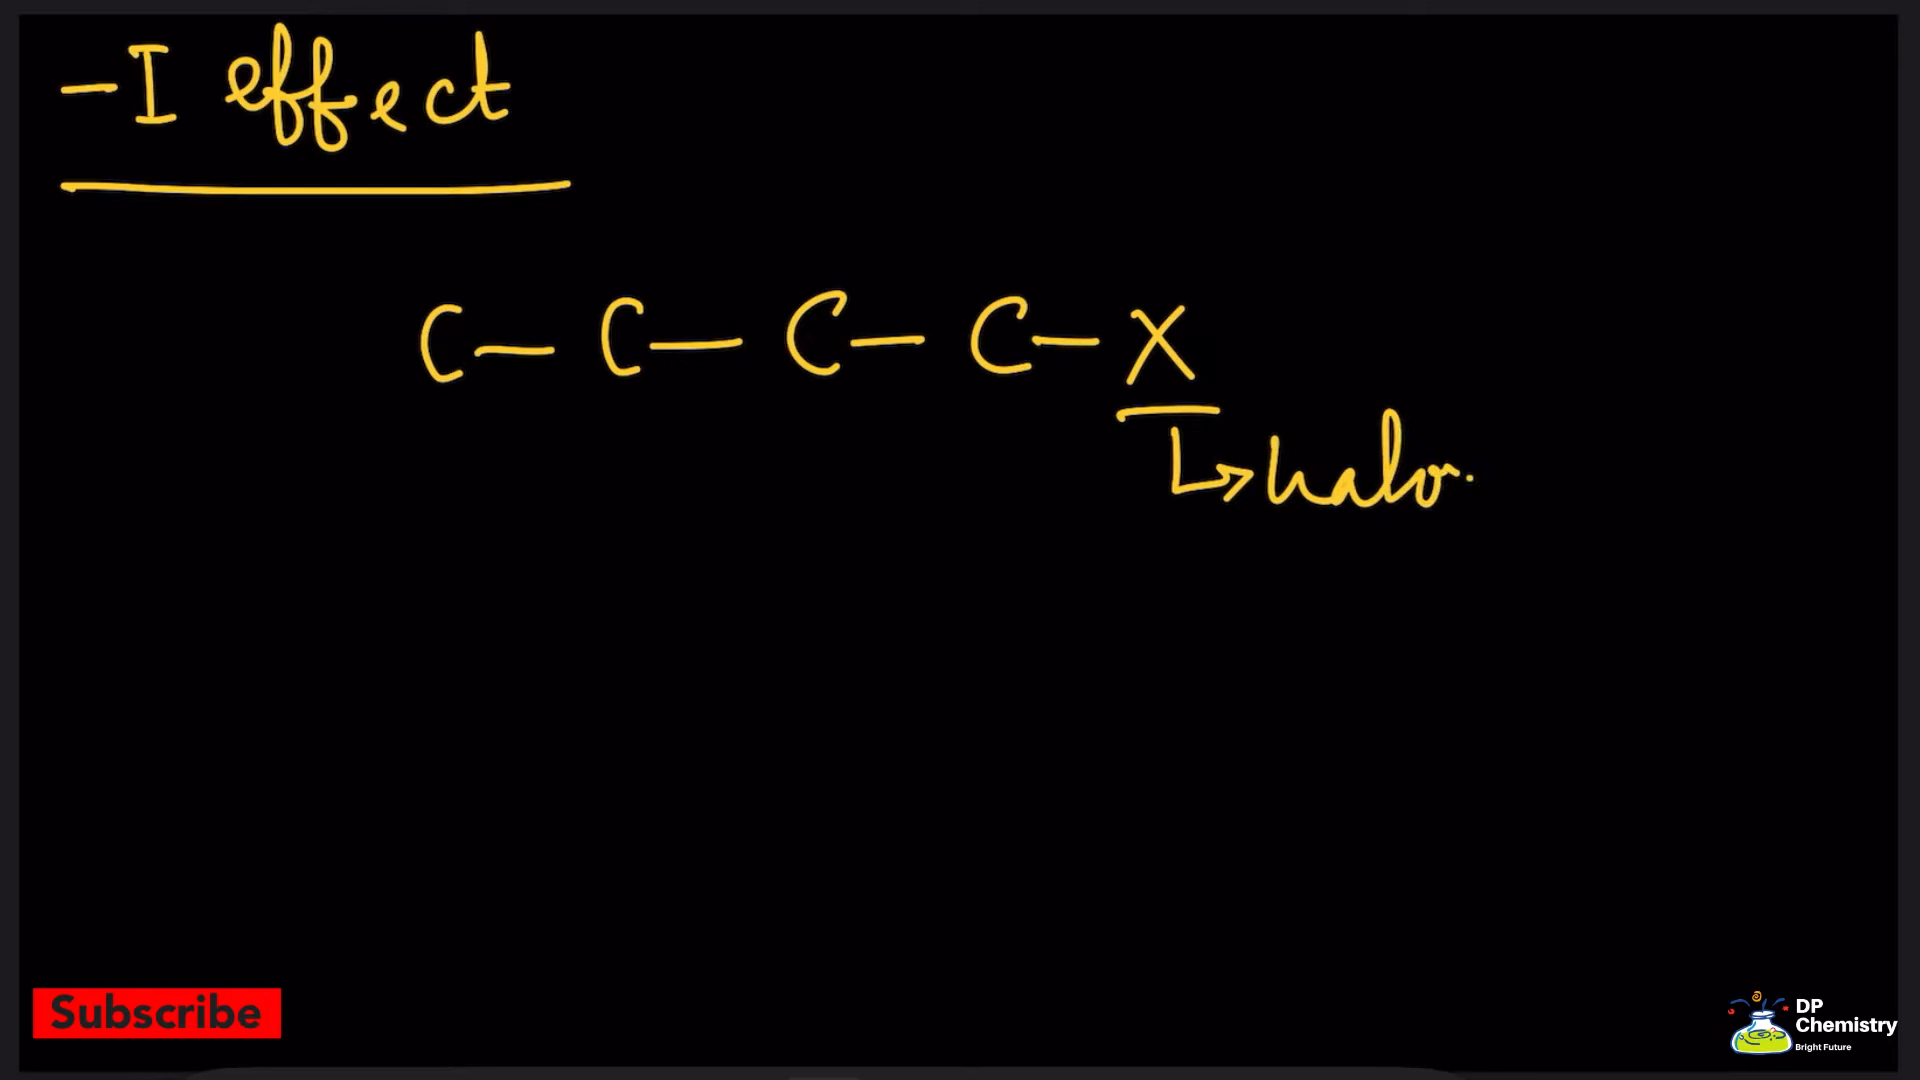 -I effect
C — C — C — C — X
↳ halo.
Subscribe
DP
Chemistry
Bright Future